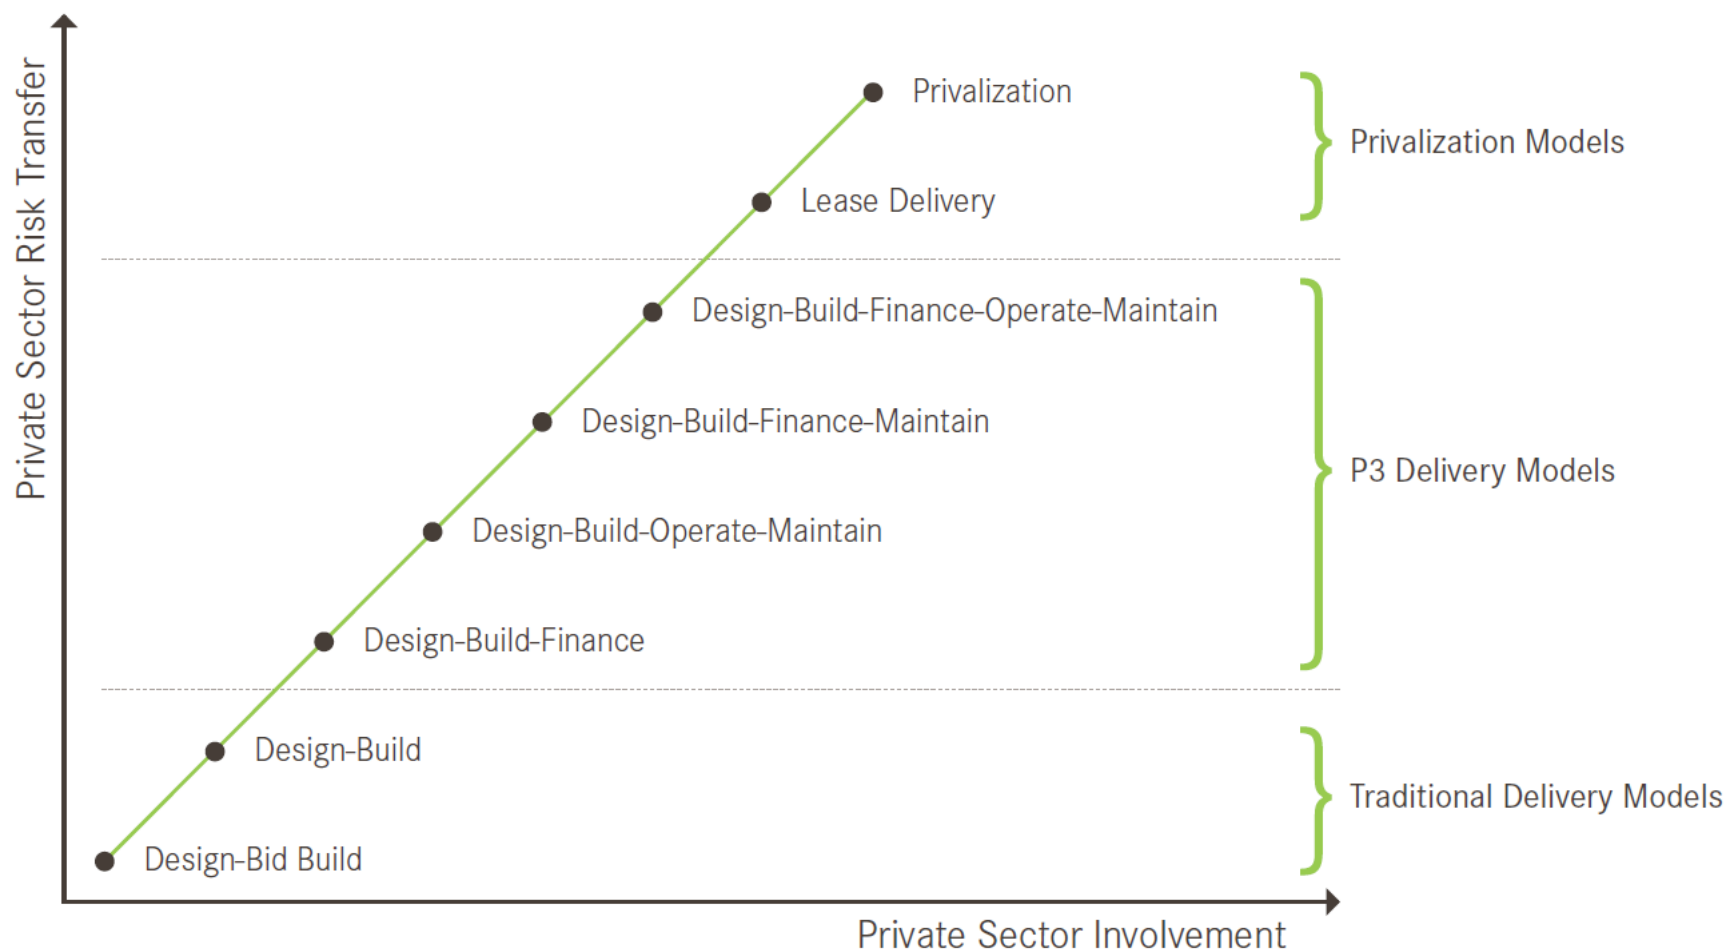 Private Sector Risk Transfer
Privalization
Lease Delivery
Design-Build-Finance-Operate-Maintain
Design-Build-Finance-Maintain
Design-Build-Operate-Maintain
Design-Build-Finance
Design-Build
Design-Bid Build
Privalization Models
P3 Delivery Models
Traditional Delivery Models
Private Sector Involvement